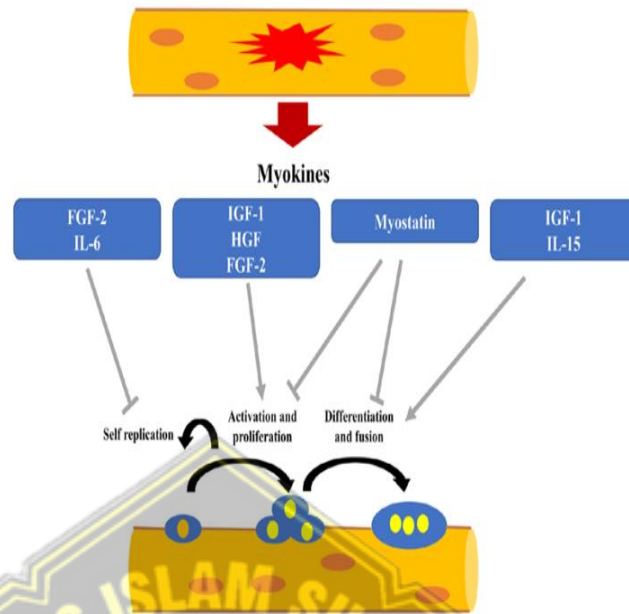 Myokines
FGF-2
IL-6
IGF-1
HGF
FGF-2
Myostatin
IGF-1
IL-15
Self replication
Activation and
proliferation
Differentiation
and fusion
ISLAM